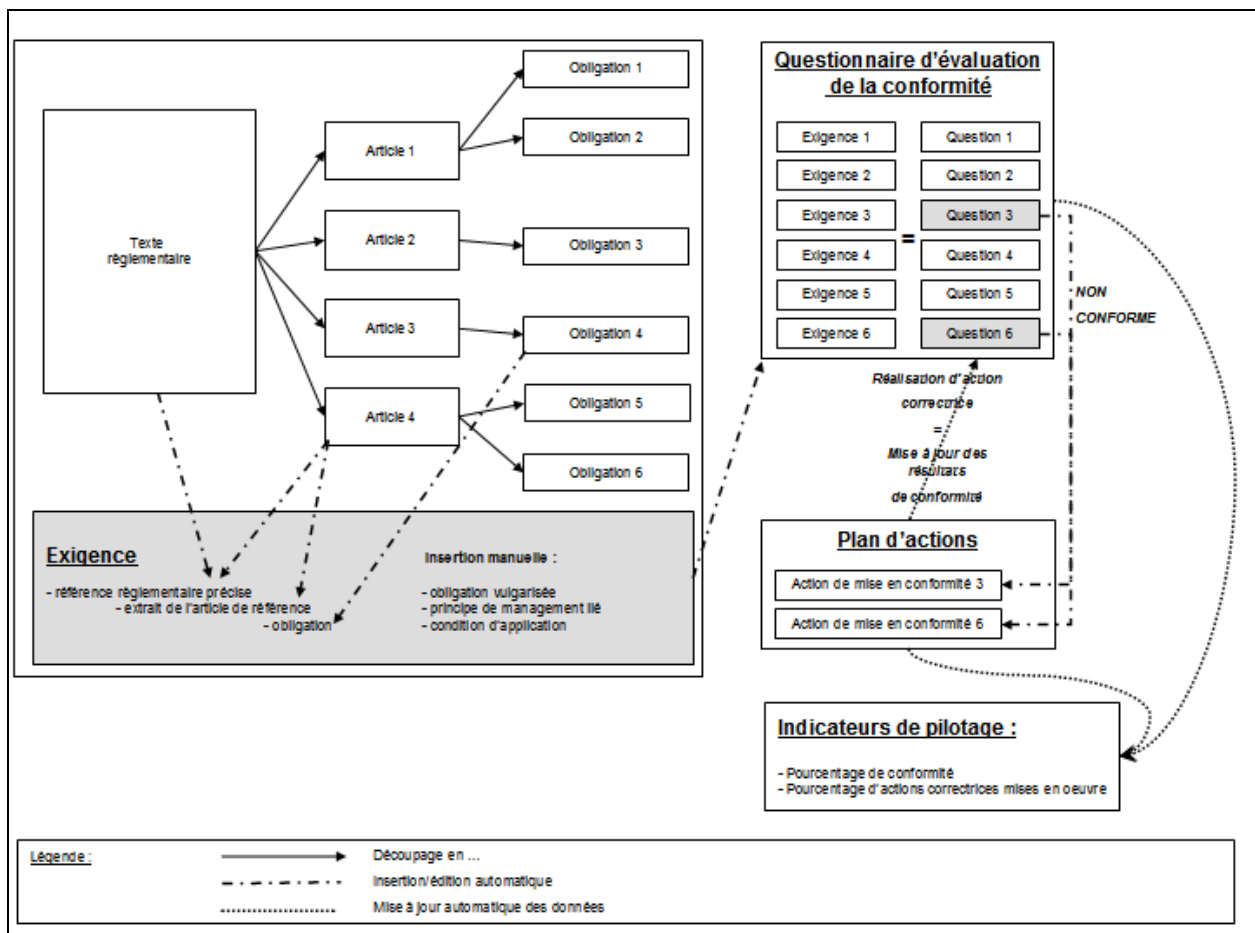 Texte
règlementaire
Article 1
Article 2
Article 3
Article 4
Obligation 1
Obligation 2
Obligation 3
Obligation 4
Obligation 5
Obligation 6
Exigence
- référence règlementaire précise
- extrait de l'article de référence
- obligation
Insertion manuelle :
- obligation vulgarisée
- principe de management lié
- condition d'application
Questionnaire d'évaluation
de la conformité
Exigence 1
Question 1
Exigence 2
Question 2
Exigence 3
Question 3
=
Exigence 4
Question 4
Exigence 5
Question 5
Exigence 6
Question 6
NON
CONFORME
Réalisation d'action
correctrice
=
Mise à jour des
résultats
de conformité
Plan d'actions
Action de mise en conformité 3
Action de mise en conformité 6
Indicateurs de pilotage :
- Pourcentage de conformité
- Pourcentage d'actions correctrices mises en oeuvre
Légende :
Découpage en ...
Insertion/édition automatique
Mise à jour automatique des données